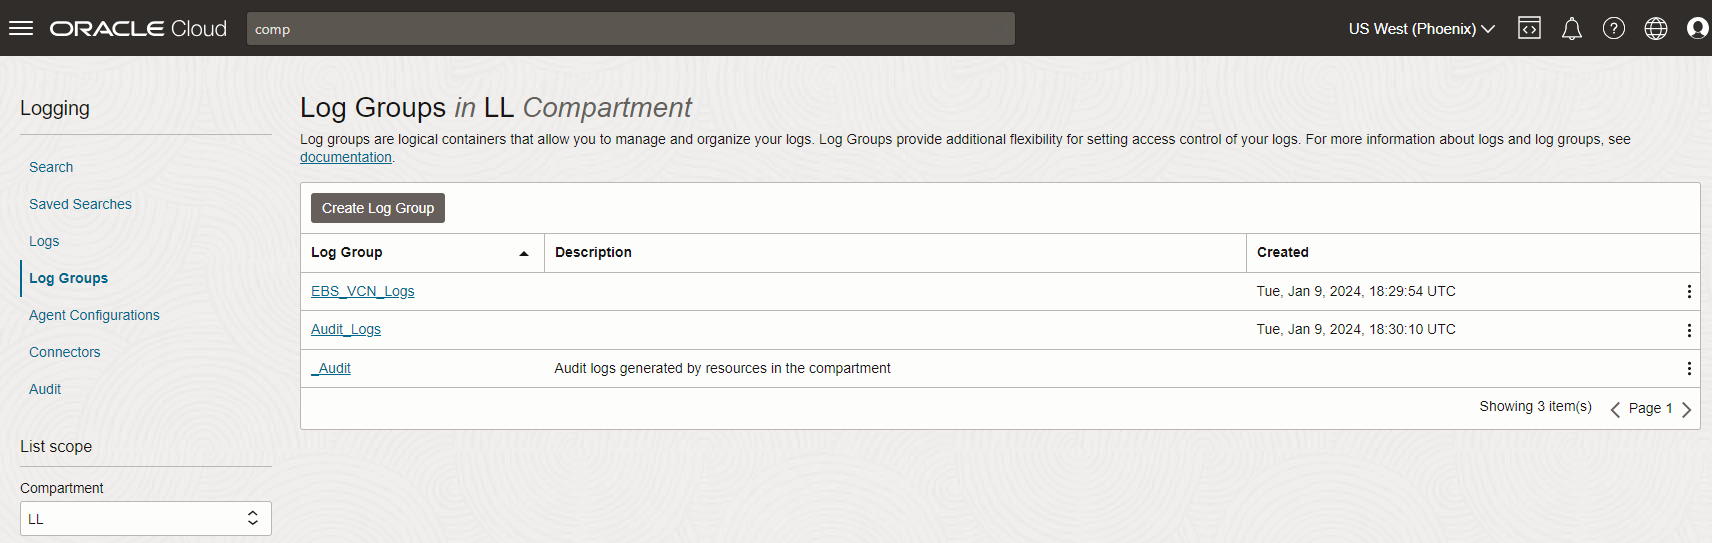 ORACLE Cloud
comp
US West (Phoenix)
Logging
Search
Saved Searches
Logs
Log Groups
Agent Configurations
Connectors
Audit
List scope
Compartment
LL
Log Groups in LL Compartment
Log groups are logical containers that allow you to manage and organize your logs. Log Groups provide additional flexibility for setting access control of your logs. For more information about logs and log groups, see
documentation.
Create Log Group
Log Group Description Created
EBS_VCN_Logs Tue, Jan 9, 2024, 18:29:54 UTC
Audit_Logs Tue, Jan 9, 2024, 18:30:10 UTC
_Audit Audit logs generated by resources in the compartment
Showing 3 item(s) Page 1